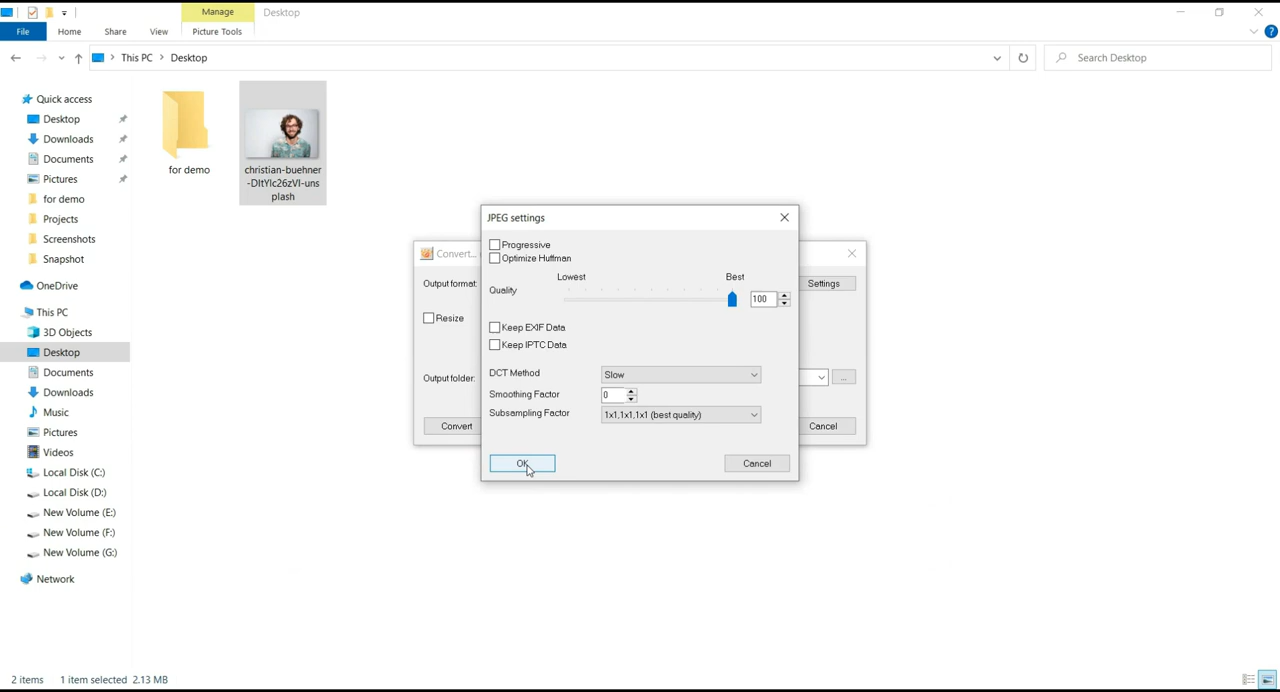 Manage
Desktop
File
Home
Share
View
Picture Tools
This PC
Desktop
Search Desktop
Quick access
Desktop
Downloads
Documents
Pictures
for demo
Projects
Screenshots
Snapshot
OneDrive
This PC
3D Objects
Desktop
Documents
Downloads
Music
Pictures
Videos
Local Disk (C:)
Local Disk (D:)
New Volume (E:)
New Volume (F:)
New Volume (G:)
Network
for demo
christian-buehner
-DItYlc26zVI-uns
plash
Convert...
Output format:
Settings
Resize
Output folder:
...
Convert
Cancel
JPEG settings
Progressive
Optimize Huffman
Lowest
Best
Quality
100
Keep EXIF Data
Keep IPTC Data
DCT Method
Slow
Smoothing Factor
0
Subsampling Factor
1x1,1x1,1x1 (best quality)
OK
Cancel
2 items
1 item selected 2.13 MB